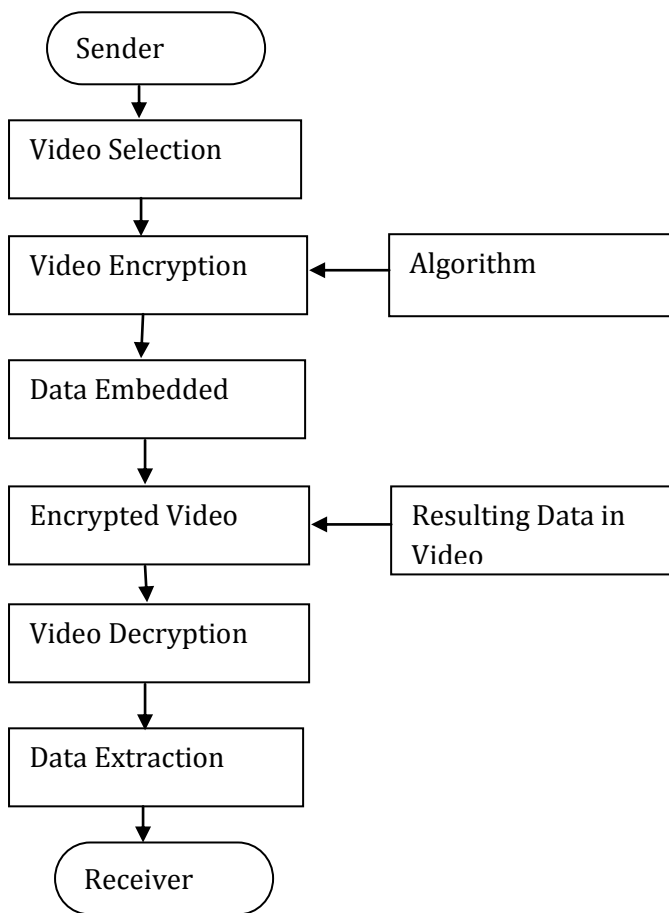 Sender
Video Selection
Video Encryption
Algorithm
Data Embedded
Encrypted Video
Resulting Data in
Video
Video Decryption
Data Extraction
Receiver